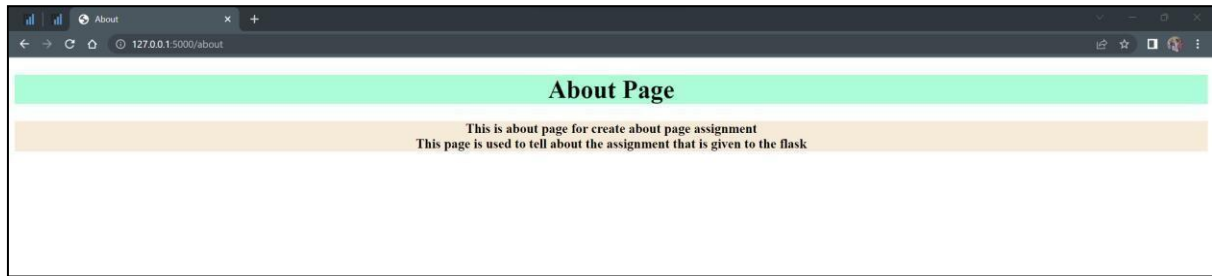 About
127.0.0.1:5000/about
About Page
This is about page for create about page assignment
This page is used to tell about the assignment that is given to the flask